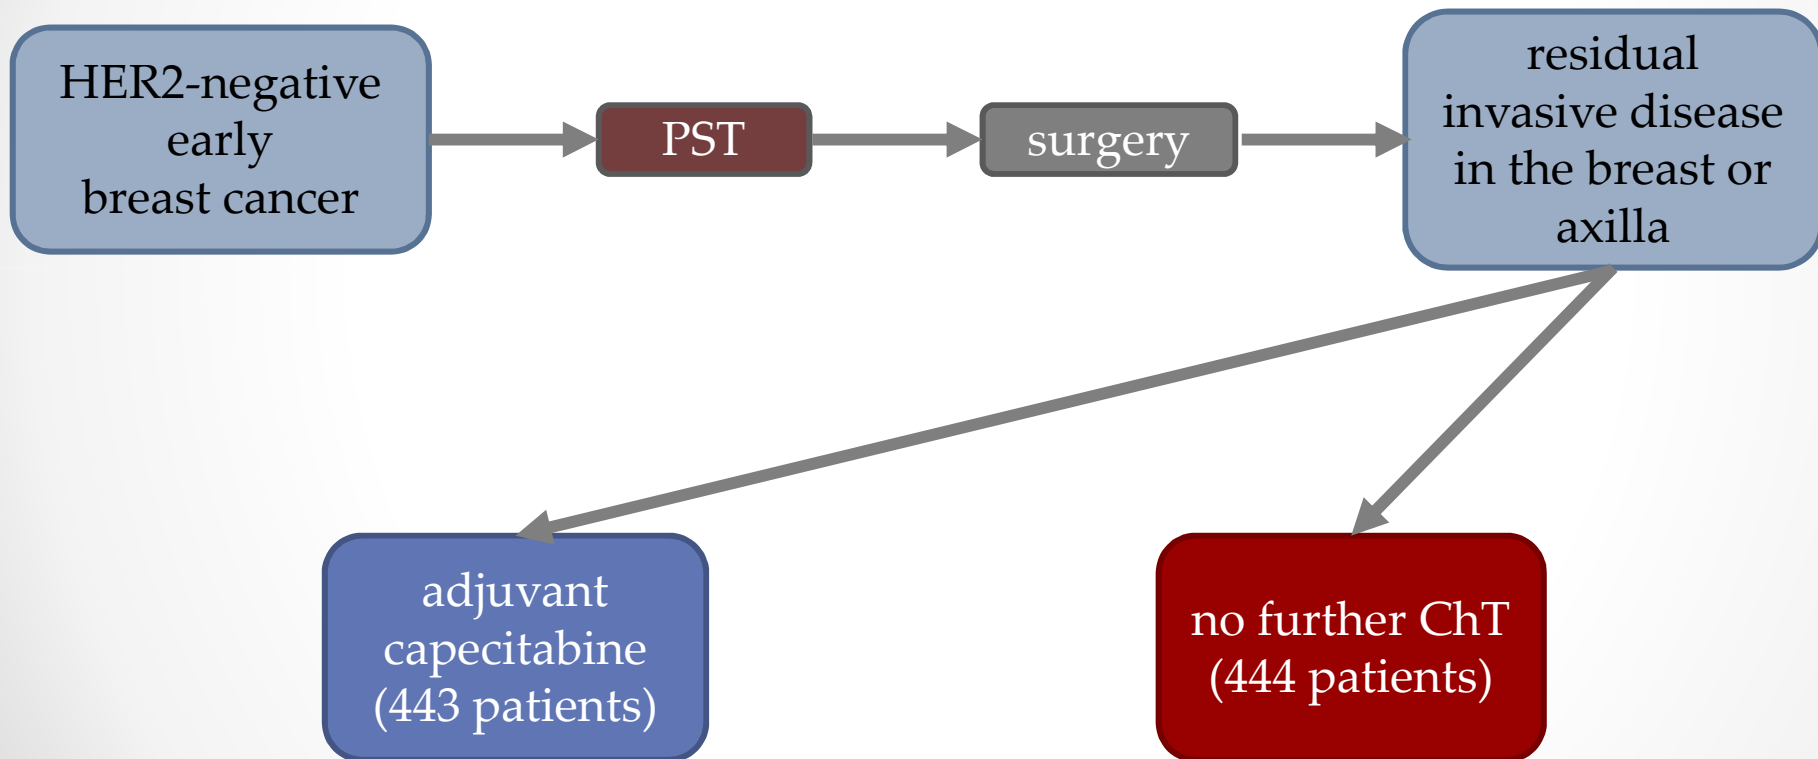 HER2-negative
early
breast cancer
PST
surgery
residual
invasive disease
in the breast or
axilla
adjuvant
capecitabine
(443 patients)
no further ChT
(444 patients)